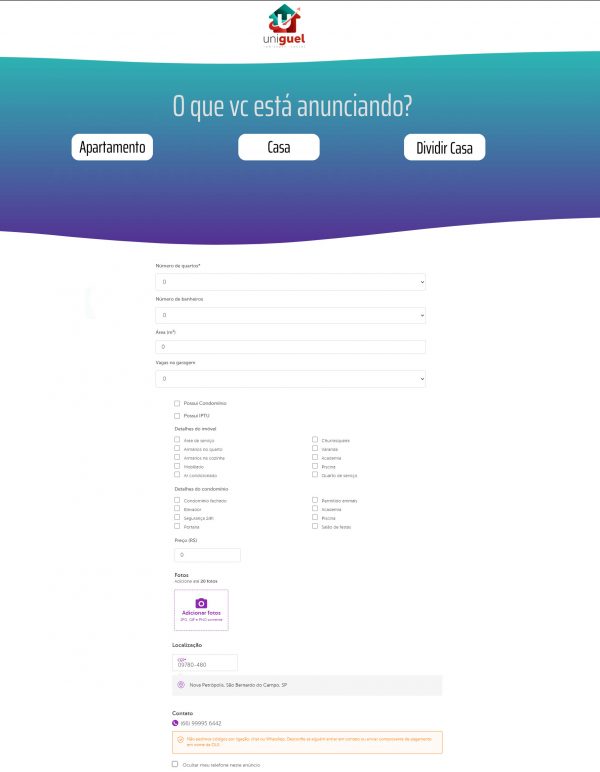 uniguel
O que vc está anunciando?
Apartamento
Casa
Dividir Casa
Número de quartos*
0
Número de banheiros
0
Área (m²)
0
Vagas na garagem
0
Possui Condomínio
Possui IPTU
Detalhes do imóvel
Área de serviço
Churrasqueira
Armários no quarto
Varanda
Armários na cozinha
Academia
Mobiliado
Piscina
Ar condicionado
Quarto de serviço
Detalhes do condomínio
Condomínio fechado
Permitido animais
Elevador
Academia
Segurança 24h
Piscina
Portaria
Salão de festas
Preço (R$)
0
Fotos
Adicione até 20 fotos
Adicionar fotos
JPG, GIF e PNG somente
Localização
CEP*
09780-480
Nova Petrópolis, São Bernardo do Campo, SP
Contato
(66) 99995 6442
Não pedimos códigos por ligação, chat ou WhatsApp. Desconfie se alguém entrar em contato ou enviar comprovante de pagamento
em nome da OLX.
Ocultar meu telefone neste anúncio